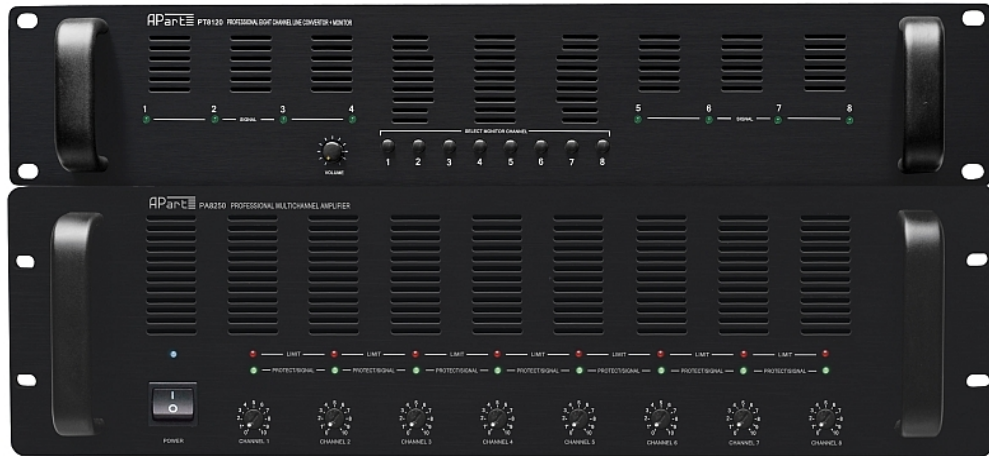 APart PT8120 PROFESSIONAL EIGHT CHANNEL LINE CONVERTOR + MONITOR
1 2 3 4 5 6 7 8
SIGNAL SIGNAL
SELECT MONITOR CHANNEL
1 2 3 4 5 6 7 8
VOLUME
APart PA8250 PROFESSIONAL MULTICHANNEL AMPLIFIER
LIMIT LIMIT LIMIT LIMIT LIMIT LIMIT LIMIT
PROTECT/SIGNAL PROTECT/SIGNAL PROTECT/SIGNAL PROTECT/SIGNAL PROTECT/SIGNAL PROTECT/SIGNAL PROTECT/SIGNAL
I
O
POWER CHANNEL 1 CHANNEL 2 CHANNEL 3 CHANNEL 4 CHANNEL 5 CHANNEL 6 CHANNEL 7 CHANNEL 8